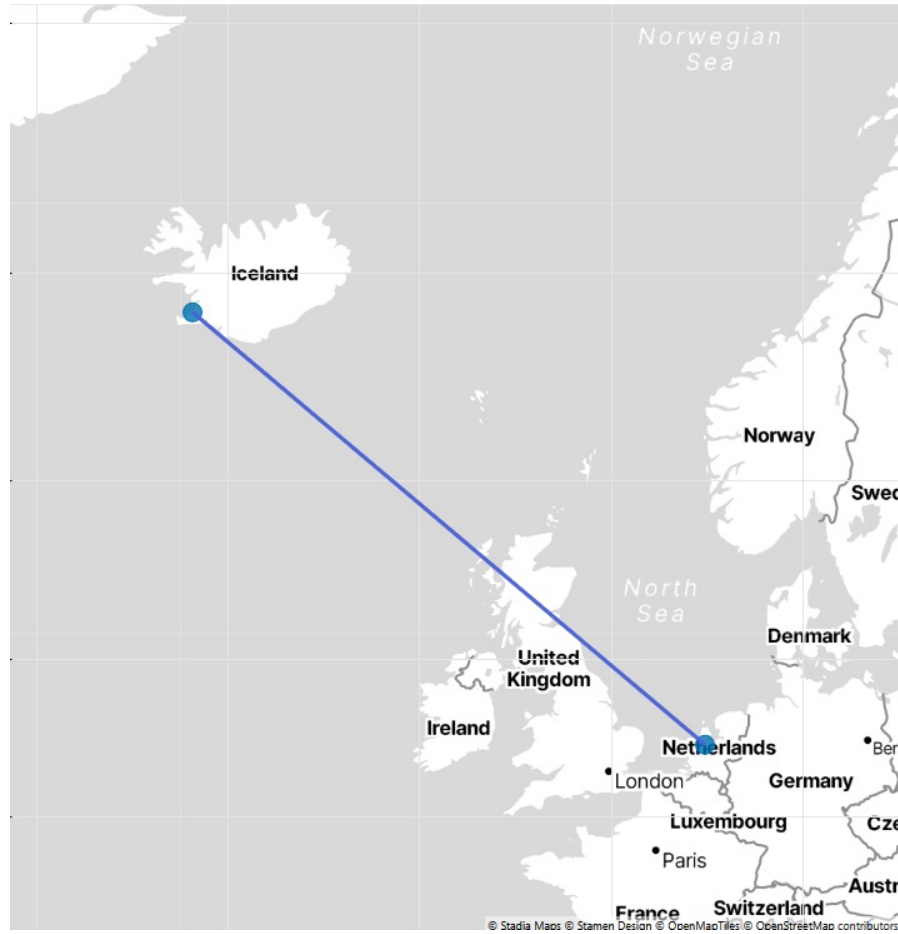 Norwegian
Sea
Iceland
Norway
Swed
North
Sea
Denmark
United
Kingdom
Ireland
Netherlands
Ber
London
Germany
Luxembourg
Cze
Paris
Austr
Switzerland
France
© Stadia Maps © Stamen Design © OpenMapTiles © OpenStreetMap contributors